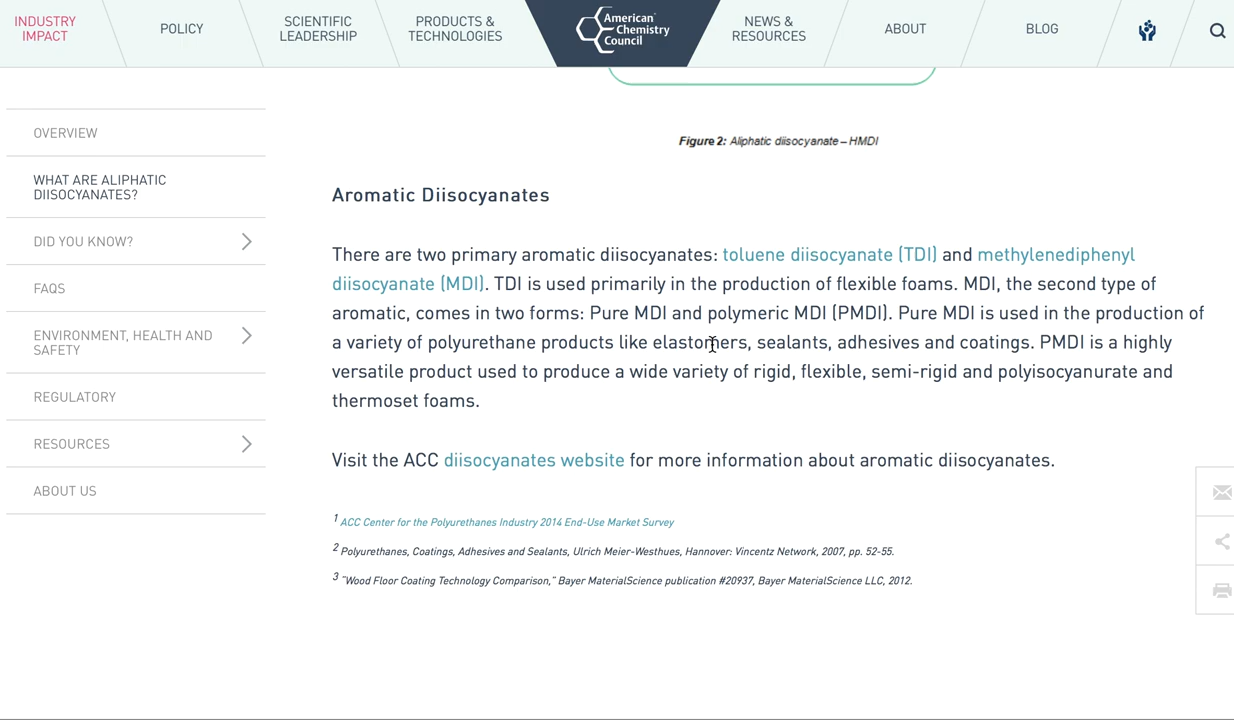 INDUSTRY
IMPACT
POLICY
SCIENTIFIC
LEADERSHIP
PRODUCTS &
TECHNOLOGIES
American
Chemistry
Council
NEWS &
RESOURCES
ABOUT
BLOG
OVERVIEW
WHAT ARE ALIPHATIC
DIISOCYANATES?
DID YOU KNOW?
FAQS
ENVIRONMENT, HEALTH AND
SAFETY
REGULATORY
RESOURCES
ABOUT US
Figure 2: Aliphatic diisocyanate – HMDI
Aromatic Diisocyanates
There are two primary aromatic diisocyanates: toluene diisocyanate (TDI) and methylenediphenyl
diisocyanate (MDI). TDI is used primarily in the production of flexible foams. MDI, the second type of
aromatic, comes in two forms: Pure MDI and polymeric MDI (PMDI). Pure MDI is used in the production of
a variety of polyurethane products like elastomers, sealants, adhesives and coatings. PMDI is a highly
versatile product used to produce a wide variety of rigid, flexible, semi-rigid and polyisocyanurate and
thermoset foams.
Visit the ACC diisocyanates website for more information about aromatic diisocyanates.
1 ACC Center for the Polyurethanes Industry 2014 End-Use Market Survey
2 Polyurethanes, Coatings, Adhesives and Sealants, Ulrich Meier-Westhues, Hannover: Vincentz Network, 2007, pp. 52-55.
3 "Wood Floor Coating Technology Comparison," Bayer MaterialScience publication #20937, Bayer MaterialScience LLC, 2012.